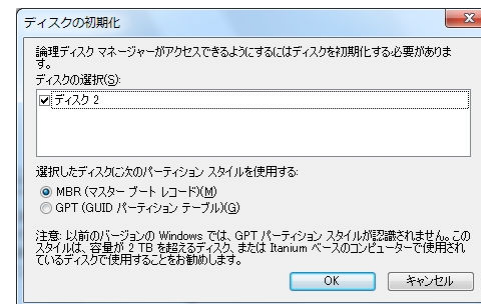 ディスクの初期化
論理ディスク マネージャーがアクセスできるようにするにはディスクを初期化する必要がありま
す。
ディスクの選択(S):
ディスク 2
選択したディスクに次のパーティション スタイルを使用する:
MBR (マスター ブート レコード)(M)
GPT (GUID パーティション テーブル)(G)
注意: 以前のバージョンの Windows では、GPT パーティション スタイルが認識されません。この
スタイルは、容量が 2 TB を超えるディスク、または Itanium ベースのコンピューターで使用され
ているディスクで使用することをお勧めします。
OK
キャンセル